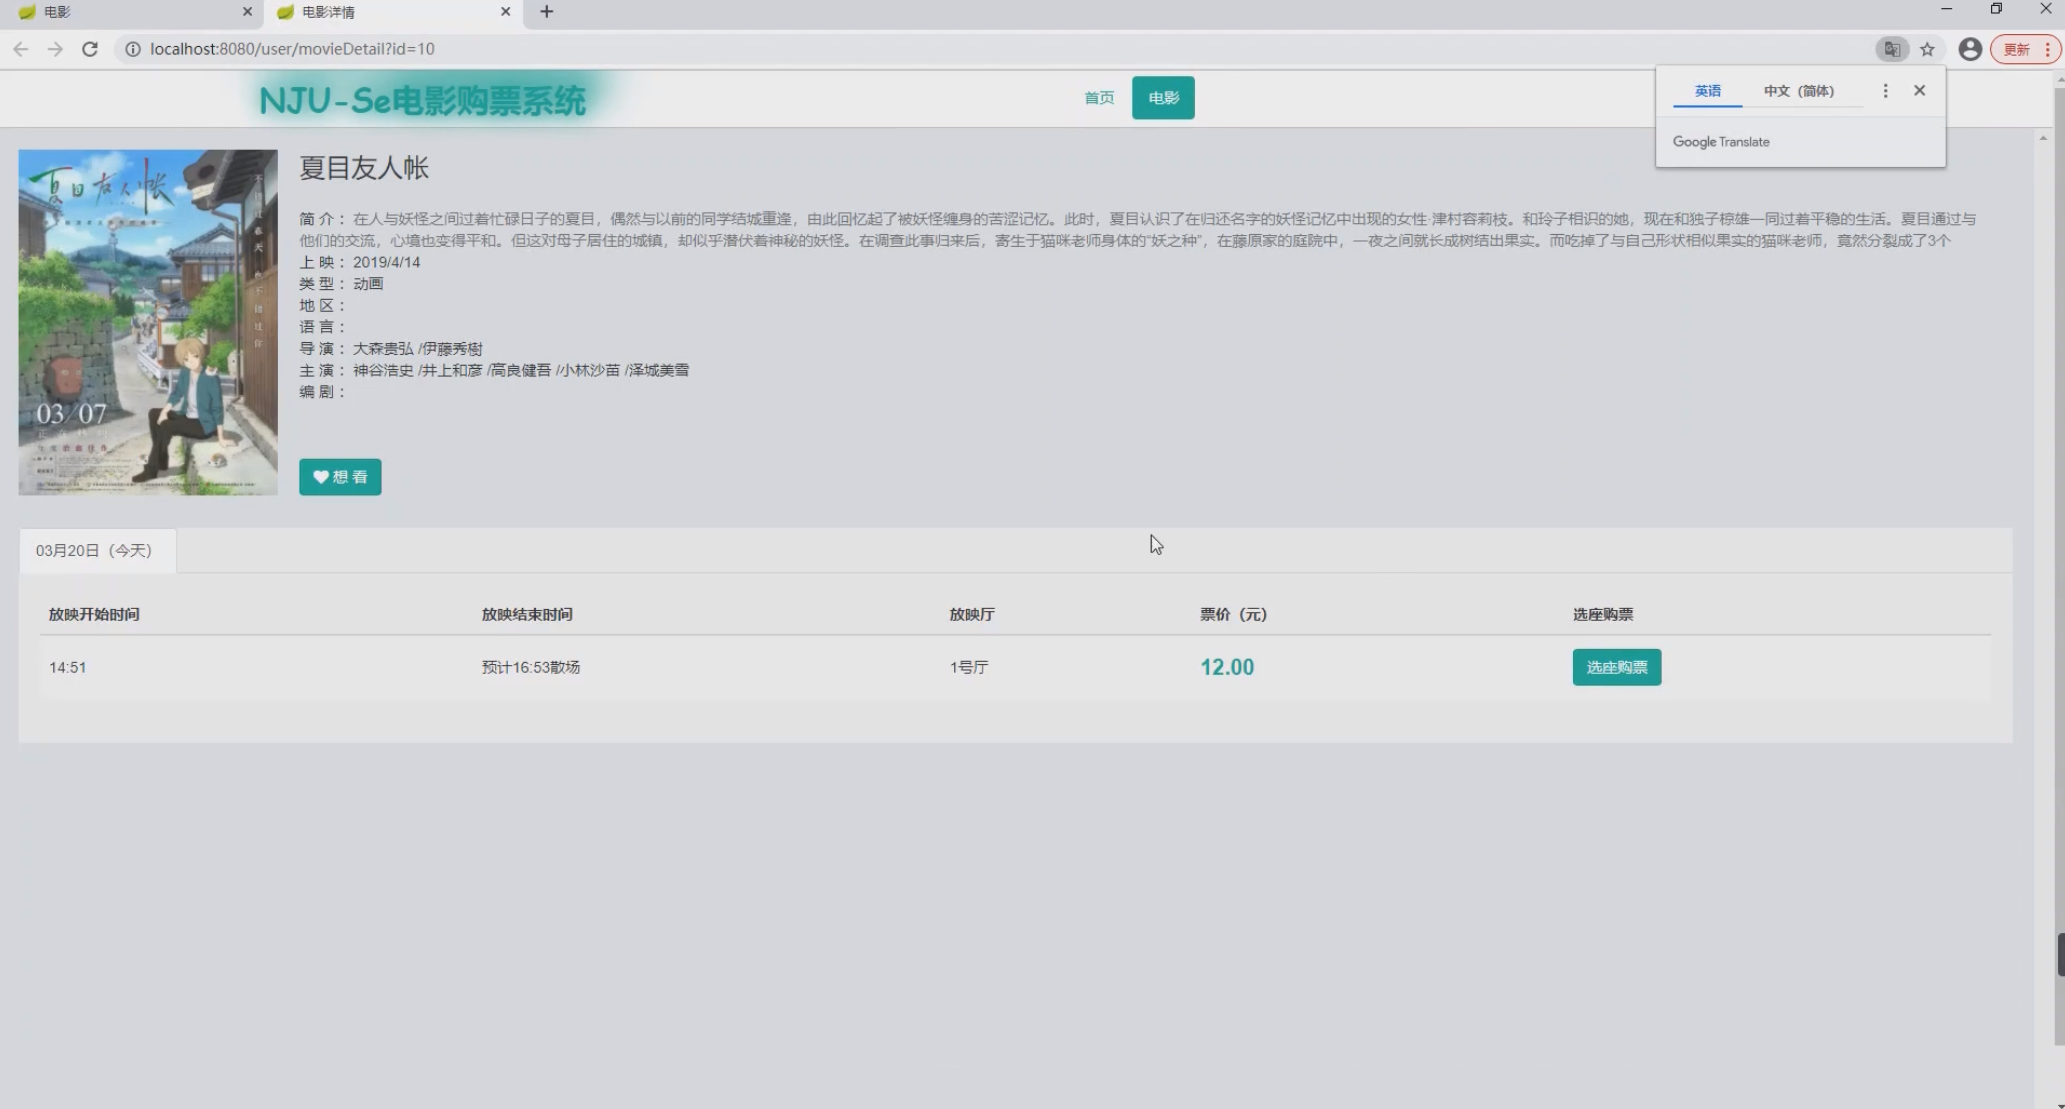 电影
电影详情
localhost:8080/user/movieDetail?id=10
更新
NJU-Se电影购票系统
首页
电影
英语
中文（简体）
Google Translate
夏目友人帐
03/07
夏目友人帐
简 介： 在人与妖怪之间过着忙碌日子的夏目，偶然与以前的同学结城重逢，由此回忆起了被妖怪缠身的苦涩记忆。此时，夏目认识了在归还名字的妖怪记忆中出现的女性·津村容莉枝。和玲子相识的她，现在和独子椋雄一同过着平稳的生活。夏目通过与
他们的交流，心境也变得平和。但这对母子居住的城镇，却似乎潜伏着神秘的妖怪。在调查此事归来后，寄生于猫咪老师身体的“妖之种”，在藤原家的庭院中，一夜之间就长成树结出果实。而吃掉了与自己形状相似果实的猫咪老师，竟然分裂成了3个
上 映： 2019/4/14
类 型： 动画
地 区：
语 言：
导 演： 大森贵弘 /伊藤秀樹
主 演： 神谷浩史 /井上和彦 /高良健吾 /小林沙苗 /泽城美雪
编 剧：
想 看
03月20日（今天）
放映开始时间 放映结束时间 放映厅 票价（元） 选座购票
14:51 预计16:53散场 1号厅 12.00 选座购票